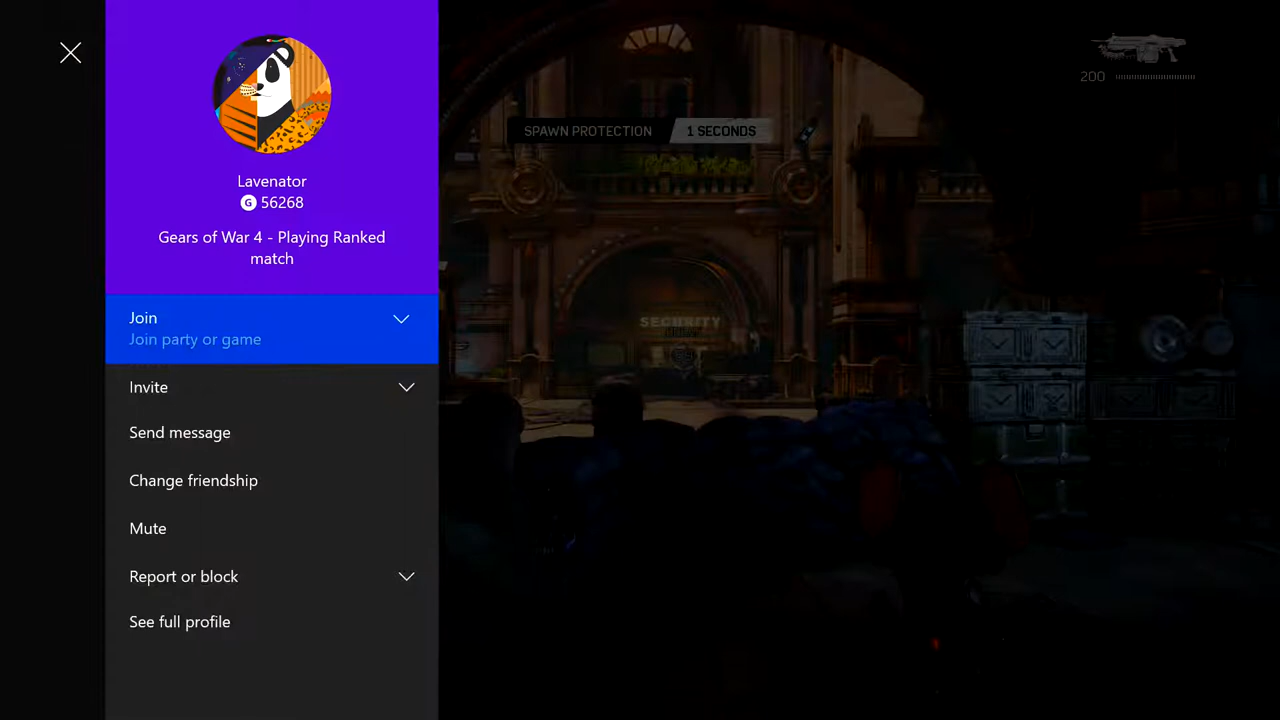 Lavenator
G 56268
Gears of War 4 - Playing Ranked
match
Join
Join party or game
Invite
Send message
Change friendship
Mute
Report or block
See full profile
SPAWN PROTECTION 1 SECONDS
200
SECURITY